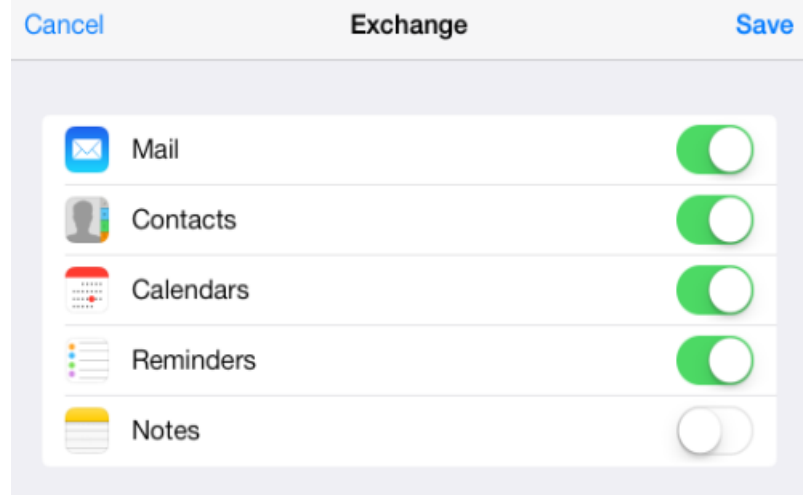 Cancel Exchange Save
Mail
Contacts
Calendars
Reminders
Notes